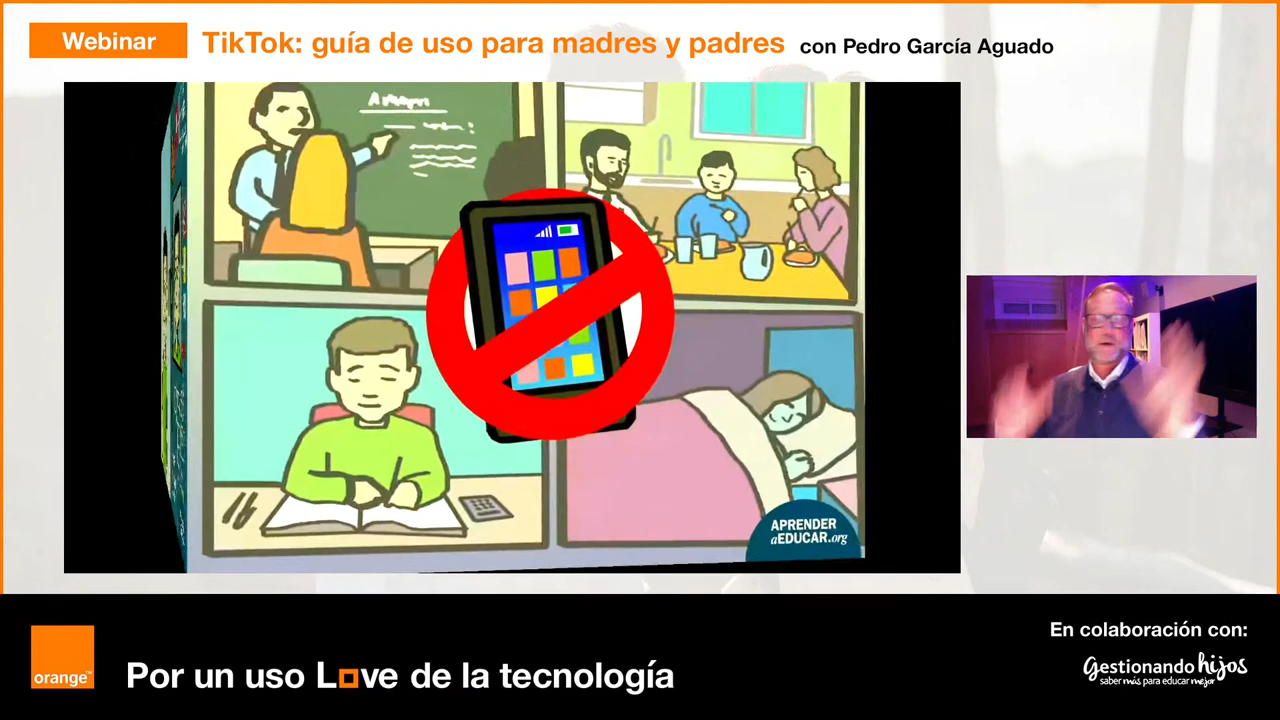 Webinar
TikTok: guía de uso para madres y padres con Pedro García Aguado
APRENDER
aEDUCAR.org
orange™
Por un uso Love de la tecnología
En colaboración con:
Gestionando hijos
saber más para educar mejor